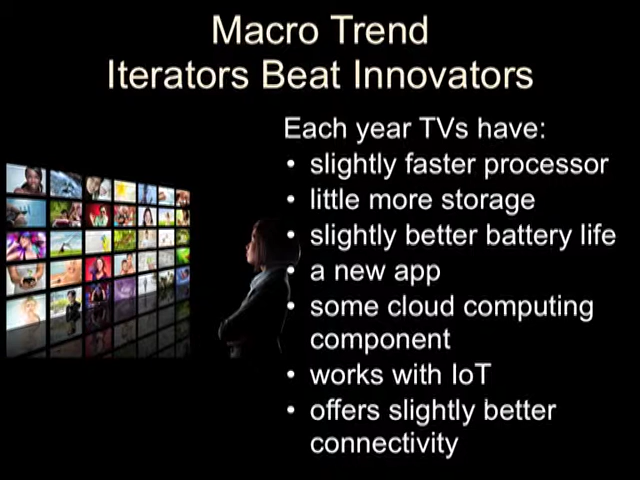 Macro Trend
Iterators Beat Innovators
Each year TVs have:
• slightly faster processor
• little more storage
• slightly better battery life
• a new app
• some cloud computing
component
• works with IoT
• offers slightly better
connectivity